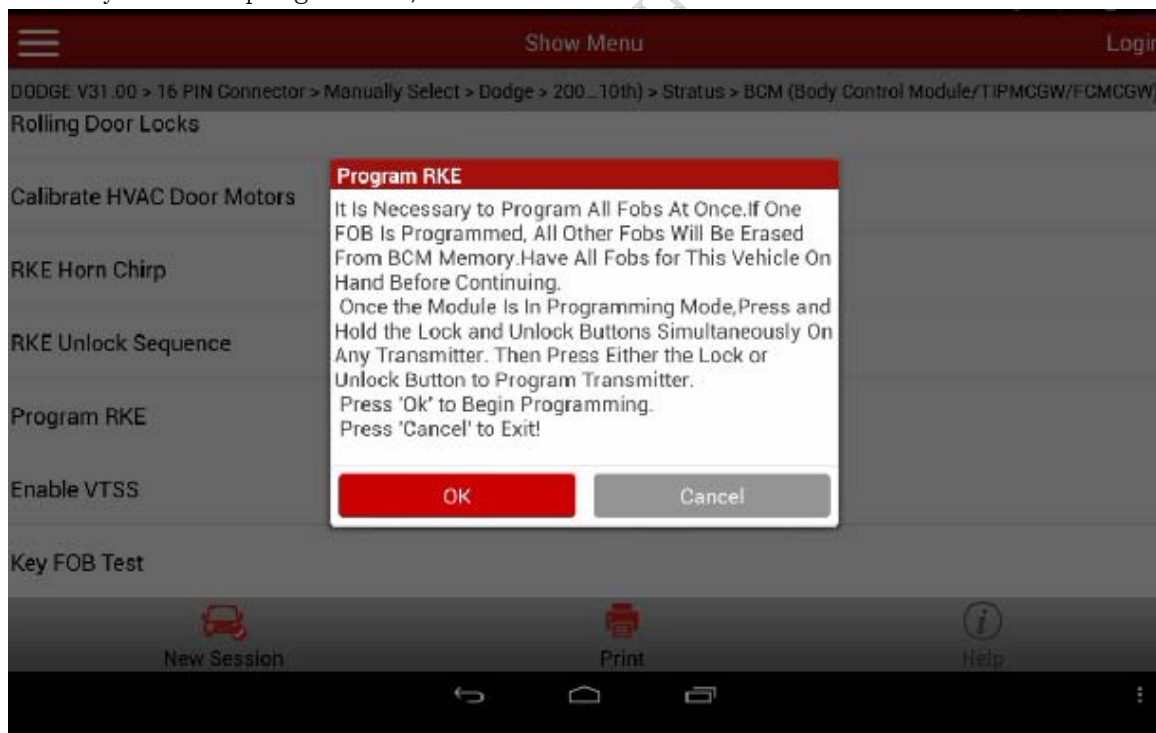 Show Menu
Login
DODGE V31.00 > 16 PIN Connector > Manually Select > Dodge > 200_10th) > Stratus > BCM (Body Control Module/TIPMCGW/FCMCGW)
Rolling Door Locks
Calibrate HVAC Door Motors
RKE Horn Chirp
RKE Unlock Sequence
Program RKE
Enable VTSS
Key FOB Test
Program RKE
It Is Necessary to Program All Fobs At Once.If One
FOB Is Programmed, All Other Fobs Will Be Erased
From BCM Memory.Have All Fobs for This Vehicle On
Hand Before Continuing.
Once the Module Is In Programming Mode,Press and
Hold the Lock and Unlock Buttons Simultaneously On
Any Transmitter. Then Press Either the Lock or
Unlock Button to Program Transmitter.
Press 'Ok' to Begin Programming.
Press 'Cancel' to Exit!
OK
Cancel
New Session
Print
Help